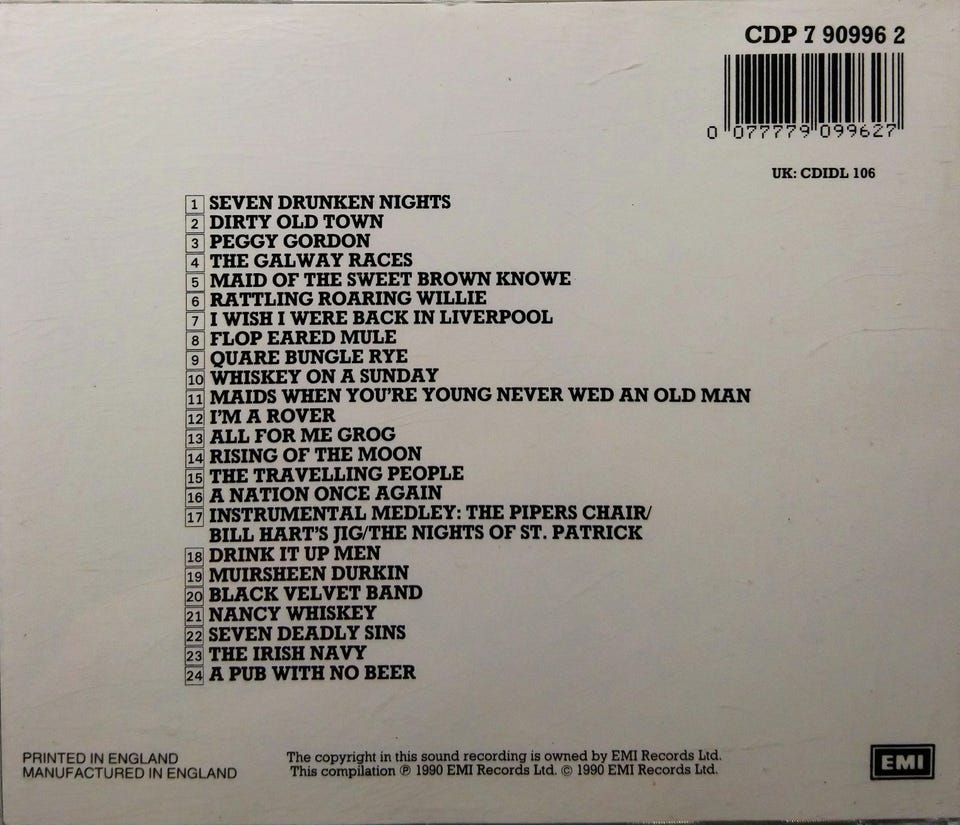 CDP 7 90996 2
0 077779 099627
UK: CDIDL 106
1 SEVEN DRUNKEN NIGHTS
2 DIRTY OLD TOWN
3 PEGGY GORDON
4 THE GALWAY RACES
5 MAID OF THE SWEET BROWN KNOWE
6 RATTLING ROARING WILLIE
7 I WISH I WERE BACK IN LIVERPOOL
8 FLOP EARED MULE
9 QUARE BUNGLE RYE
10 WHISKEY ON A SUNDAY
11 MAIDS WHEN YOU'RE YOUNG NEVER WED AN OLD MAN
12 I'M A ROVER
13 ALL FOR ME GROG
14 RISING OF THE MOON
15 THE TRAVELLING PEOPLE
16 A NATION ONCE AGAIN
17 INSTRUMENTAL MEDLEY: THE PIPERS CHAIR/
BILL HART'S JIG/THE NIGHTS OF ST. PATRICK
18 DRINK IT UP MEN
19 MUIRSHEEN DURKIN
20 BLACK VELVET BAND
21 NANCY WHISKEY
22 SEVEN DEADLY SINS
23 THE IRISH NAVY
24 A PUB WITH NO BEER
PRINTED IN ENGLAND
MANUFACTURED IN ENGLAND
The copyright in this sound recording is owned by EMI Records Ltd.
This compilation ℗ 1990 EMI Records Ltd. © 1990 EMI Records Ltd.
EMI